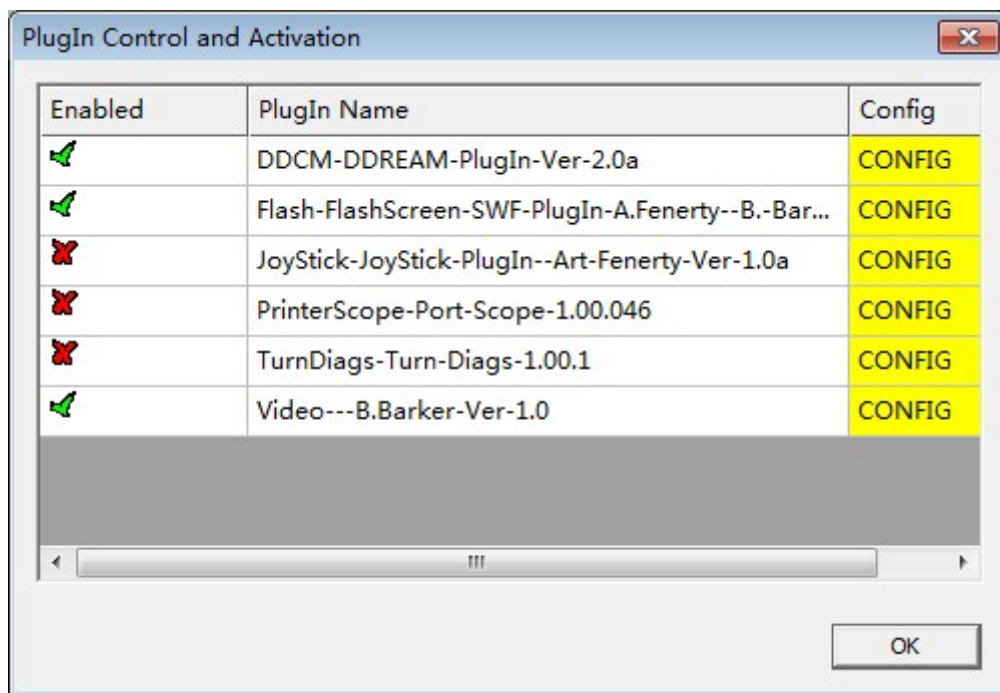 PlugIn Control and Activation
Enabled PlugIn Name Config
DDCM-DDREAM-PlugIn-Ver-2.0a CONFIG
Flash-FlashScreen-SWF-PlugIn-A.Fenerty--B.-Bar... CONFIG
JoyStick-JoyStick-PlugIn--Art-Fenerty-Ver-1.0a CONFIG
PrinterScope-Port-Scope-1.00.046 CONFIG
TurnDiags-Turn-Diags-1.00.1 CONFIG
Video---B.Barker-Ver-1.0 CONFIG
OK